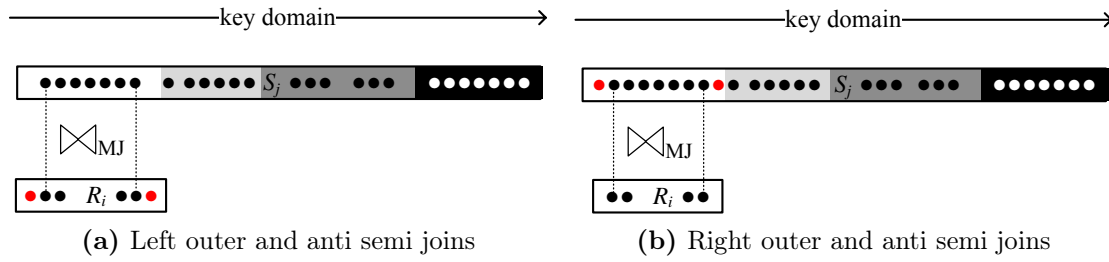 key domain
key domain
S_j
S_j
MJ
MJ
R_i
R_i
(a) Left outer and anti semi joins
(b) Right outer and anti semi joins